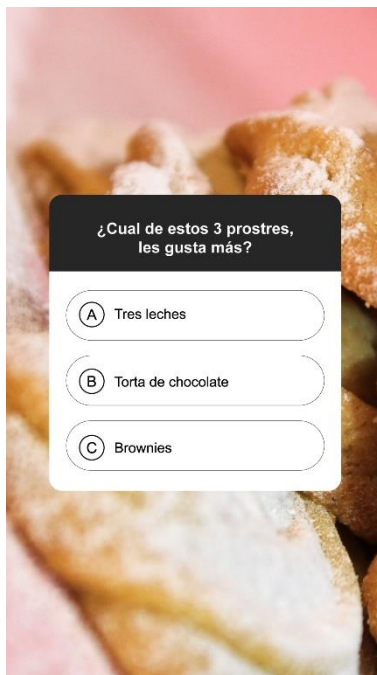 ¿Cual de estos 3 prostres,
les gusta más?
A Tres leches
B Torta de chocolate
C Brownies